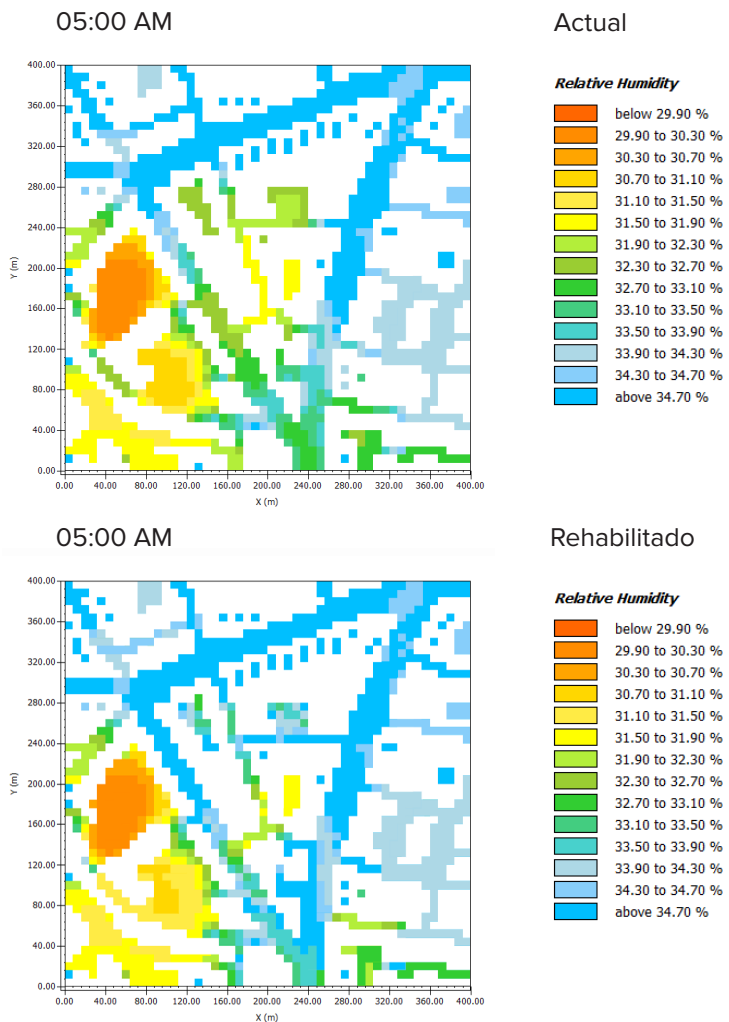 05:00 AM
Actual
400.00
360.00
320.00
280.00
240.00
200.00
160.00
120.00
80.00
40.00
0.00
Y (m)
0.00 40.00 80.00 120.00 160.00 200.00 240.00 280.00 320.00 360.00 400.00
X (m)
Relative Humidity
below 29.90 %
29.90 to 30.30 %
30.30 to 30.70 %
30.70 to 31.10 %
31.10 to 31.50 %
31.50 to 31.90 %
31.90 to 32.30 %
32.30 to 32.70 %
32.70 to 33.10 %
33.10 to 33.50 %
33.50 to 33.90 %
33.90 to 34.30 %
34.30 to 34.70 %
above 34.70 %
05:00 AM
Rehabilitado
400.00
360.00
320.00
280.00
240.00
200.00
160.00
120.00
80.00
40.00
0.00
Y (m)
0.00 40.00 80.00 120.00 160.00 200.00 240.00 280.00 320.00 360.00 400.00
X (m)
Relative Humidity
below 29.90 %
29.90 to 30.30 %
30.30 to 30.70 %
30.70 to 31.10 %
31.10 to 31.50 %
31.50 to 31.90 %
31.90 to 32.30 %
32.30 to 32.70 %
32.70 to 33.10 %
33.10 to 33.50 %
33.50 to 33.90 %
33.90 to 34.30 %
34.30 to 34.70 %
above 34.70 %